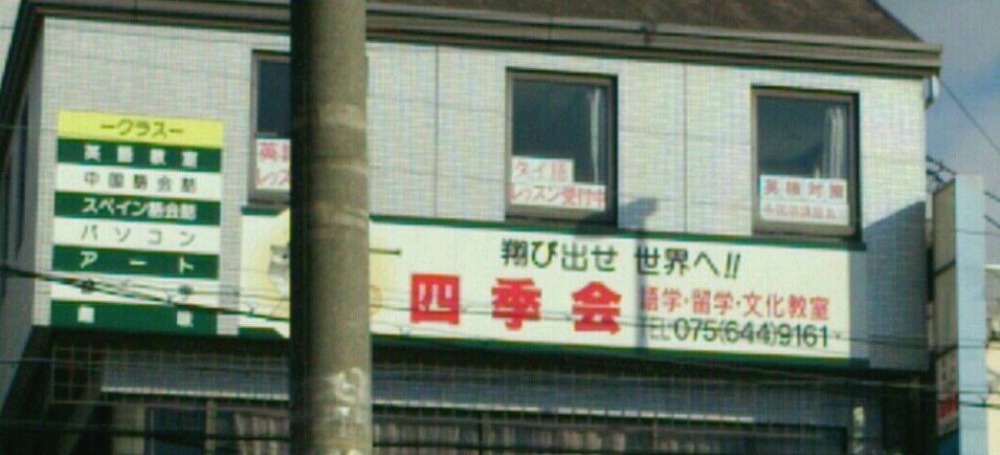 ークラスー
英語教室
中国語会話
スペイン語会話
パソコン
アート
タイ語
レッスン受付中
英検対策
翔び出せ 世界へ!!
四季会
語学・留学・文化教室
TEL075(644)9161